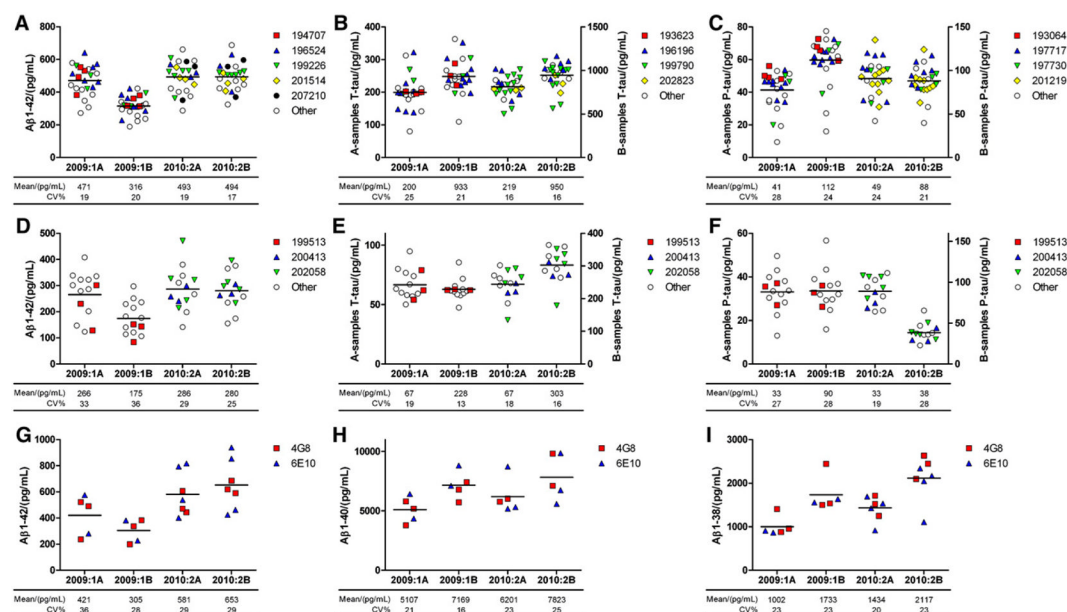 A
Aβ1-42/(pg/mL)
800
600
400
200
0
2009:1A 2009:1B 2010:2A 2010:2B
194707
196524
199226
201514
207210
Other
Mean/(pg/mL) 471 316 493 494
CV% 19 20 19 17
B
A-samples T-tau/(pg/mL)
400
300
200
100
0
B-samples T-tau/(pg/mL)
1500
1000
500
0
2009:1A 2009:1B 2010:2A 2010:2B
193623
196196
199790
202823
Other
Mean/(pg/mL) 200 933 219 950
CV% 25 21 16 16
C
A-samples P-tau/(pg/mL)
80
60
40
20
0
B-samples P-tau/(pg/mL)
150
100
50
0
2009:1A 2009:1B 2010:2A 2010:2B
193064
197717
197730
201219
Other
Mean/(pg/mL) 41 112 49 88
CV% 28 24 24 21
D
Aβ1-42/(pg/mL)
500
400
300
200
100
0
2009:1A 2009:1B 2010:2A 2010:2B
199513
200413
202058
Other
Mean/(pg/mL) 266 175 286 280
CV% 33 36 29 25
E
A-samples T-tau/(pg/mL)
100
50
0
B-samples T-tau/(pg/mL)
400
300
200
100
0
2009:1A 2009:1B 2010:2A 2010:2B
199513
200413
202058
Other
Mean/(pg/mL) 67 228 67 303
CV% 19 13 18 16
F
A-samples P-tau/(pg/mL)
60
40
20
0
B-samples P-tau/(pg/mL)
150
100
50
0
2009:1A 2009:1B 2010:2A 2010:2B
199513
200413
202058
Other
Mean/(pg/mL) 33 90 33 38
CV% 27 28 19 28
G
Aβ1-42/(pg/mL)
1000
800
600
400
200
0
2009:1A 2009:1B 2010:2A 2010:2B
4G8
6E10
Mean/(pg/mL) 421 305 581 653
CV% 36 28 29 29
H
Aβ1-40/(pg/mL)
10000
5000
0
2009:1A 2009:1B 2010:2A 2010:2B
4G8
6E10
Mean/(pg/mL) 5107 7169 6201 7823
CV% 21 16 23 25
I
Aβ1-38/(pg/mL)
3000
2000
1000
0
2009:1A 2009:1B 2010:2A 2010:2B
4G8
6E10
Mean/(pg/mL) 1002 1733 1434 2117
CV% 23 23 20 23